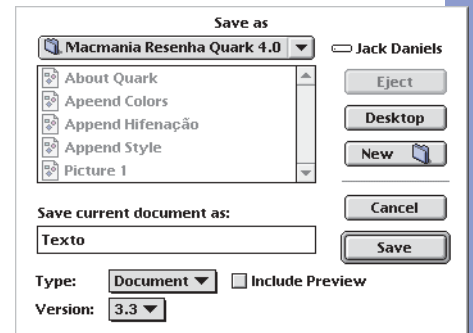 Save as
Macmania Resenha Quark 4.0
Jack Daniels
About Quark
Apeend Colors
Append Hifenação
Append Style
Picture 1
Eject
Desktop
New
Save current document as:
Texto
Cancel
Save
Type: Document Include Preview
Version: 3.3